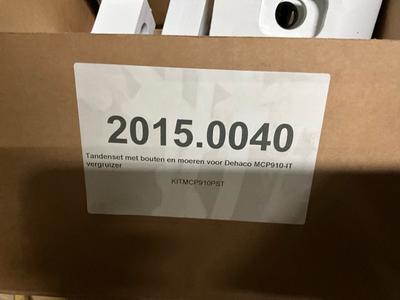 2015.0040
Tandenset met bouten en moeren voor Dehaco MCP910-IT
vergruizer
KITMCP910PST